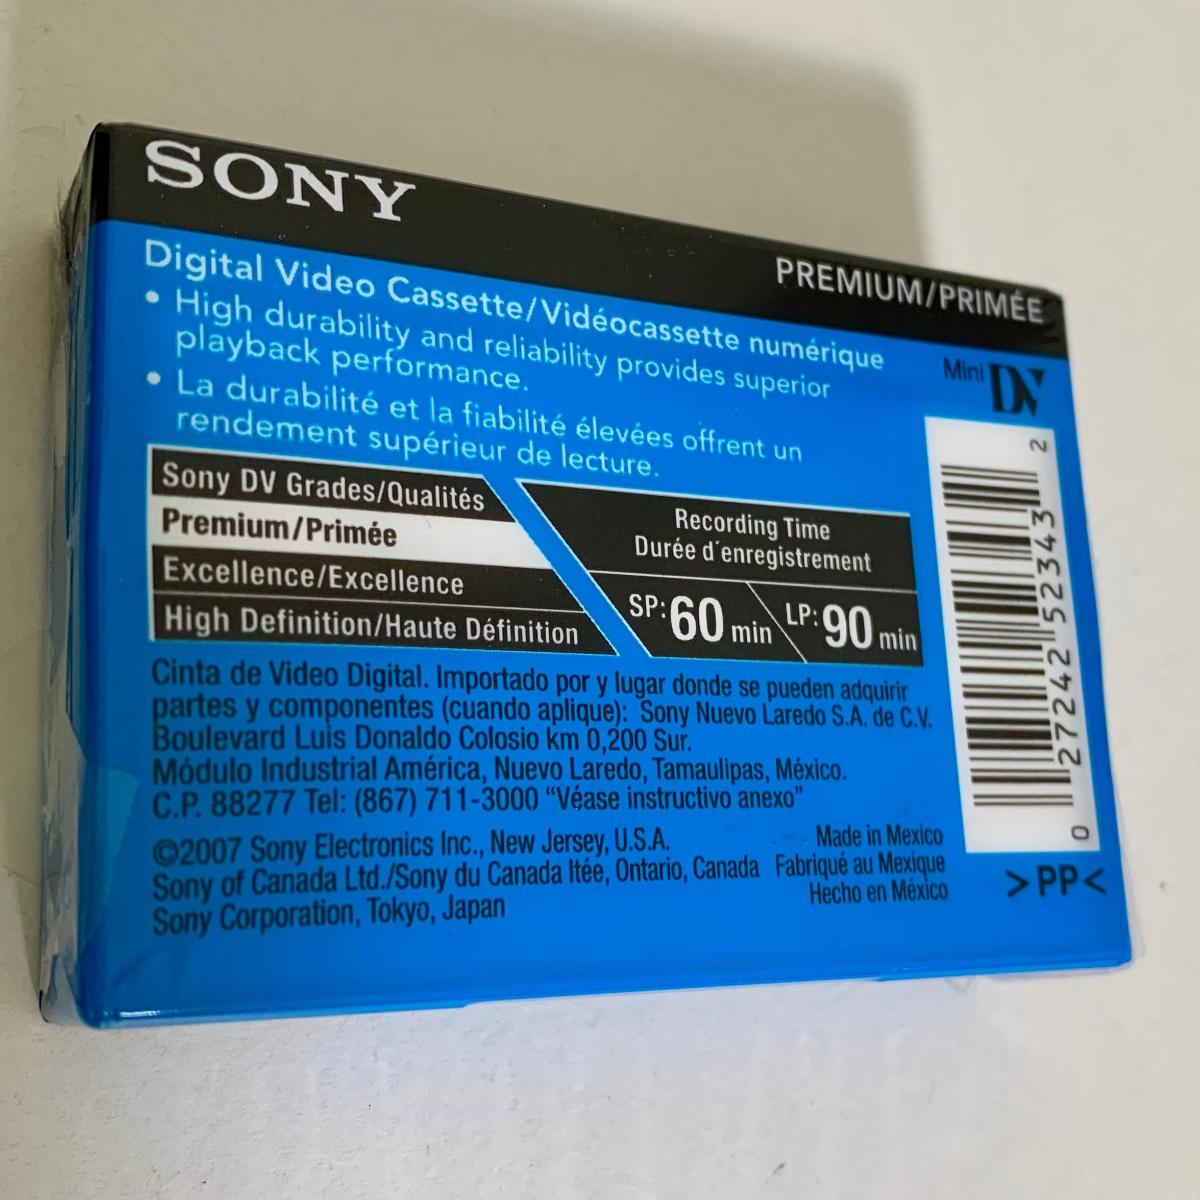 SONY
PREMIUM/PRIMÉE
Digital Video Cassette/Vidéocassette numérique
• High durability and reliability provides superior
playback performance.
• La durabilité et la fiabilité élevées offrent un
rendement supérieur de lecture.
Mini DV
Sony DV Grades/Qualités
Premium/Primée
Excellence/Excellence
High Definition/Haute Définition
Recording Time
Durée d'enregistrement
SP: 60 min
LP: 90 min
0 27242 52343 2
Cinta de Video Digital. Importado por y lugar donde se pueden adquirir
partes y componentes (cuando aplique): Sony Nuevo Laredo S.A. de C.V.
Boulevard Luis Donaldo Colosio km 0,200 Sur.
Módulo Industrial América, Nuevo Laredo, Tamaulipas, México.
C.P. 88277 Tel: (867) 711-3000 “Véase instructivo anexo”
©2007 Sony Electronics Inc., New Jersey, U.S.A.
Sony of Canada Ltd./Sony du Canada ltée, Ontario, Canada
Sony Corporation, Tokyo, Japan
Made in Mexico
Fabriqué au Mexique
Hecho en México
>PP<